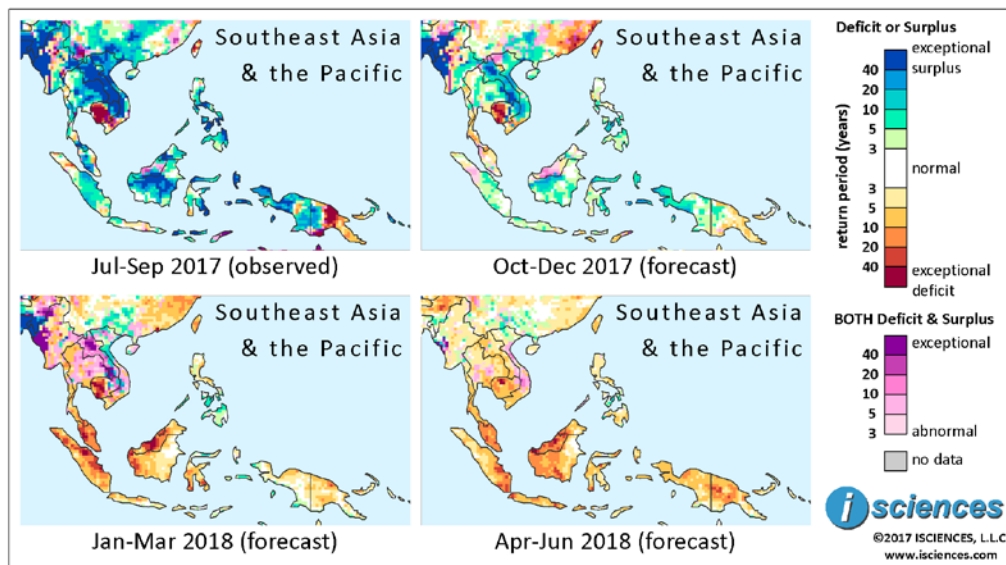 Southeast Asia
& the Pacific
Jul-Sep 2017 (observed)
Southeast Asia
& the Pacific
Oct-Dec 2017 (forecast)
Southeast Asia
& the Pacific
Jan-Mar 2018 (forecast)
Southeast Asia
& the Pacific
Apr-Jun 2018 (forecast)
Deficit or Surplus
exceptional
surplus
40
20
10
5
3
normal
3
5
10
20
40
return period (years)
exceptional
deficit
BOTH Deficit & Surplus
exceptional
40
20
10
5
3
abnormal
no data
i sciences
©2017 ISCIENCES, L.L.C
www.isciences.com